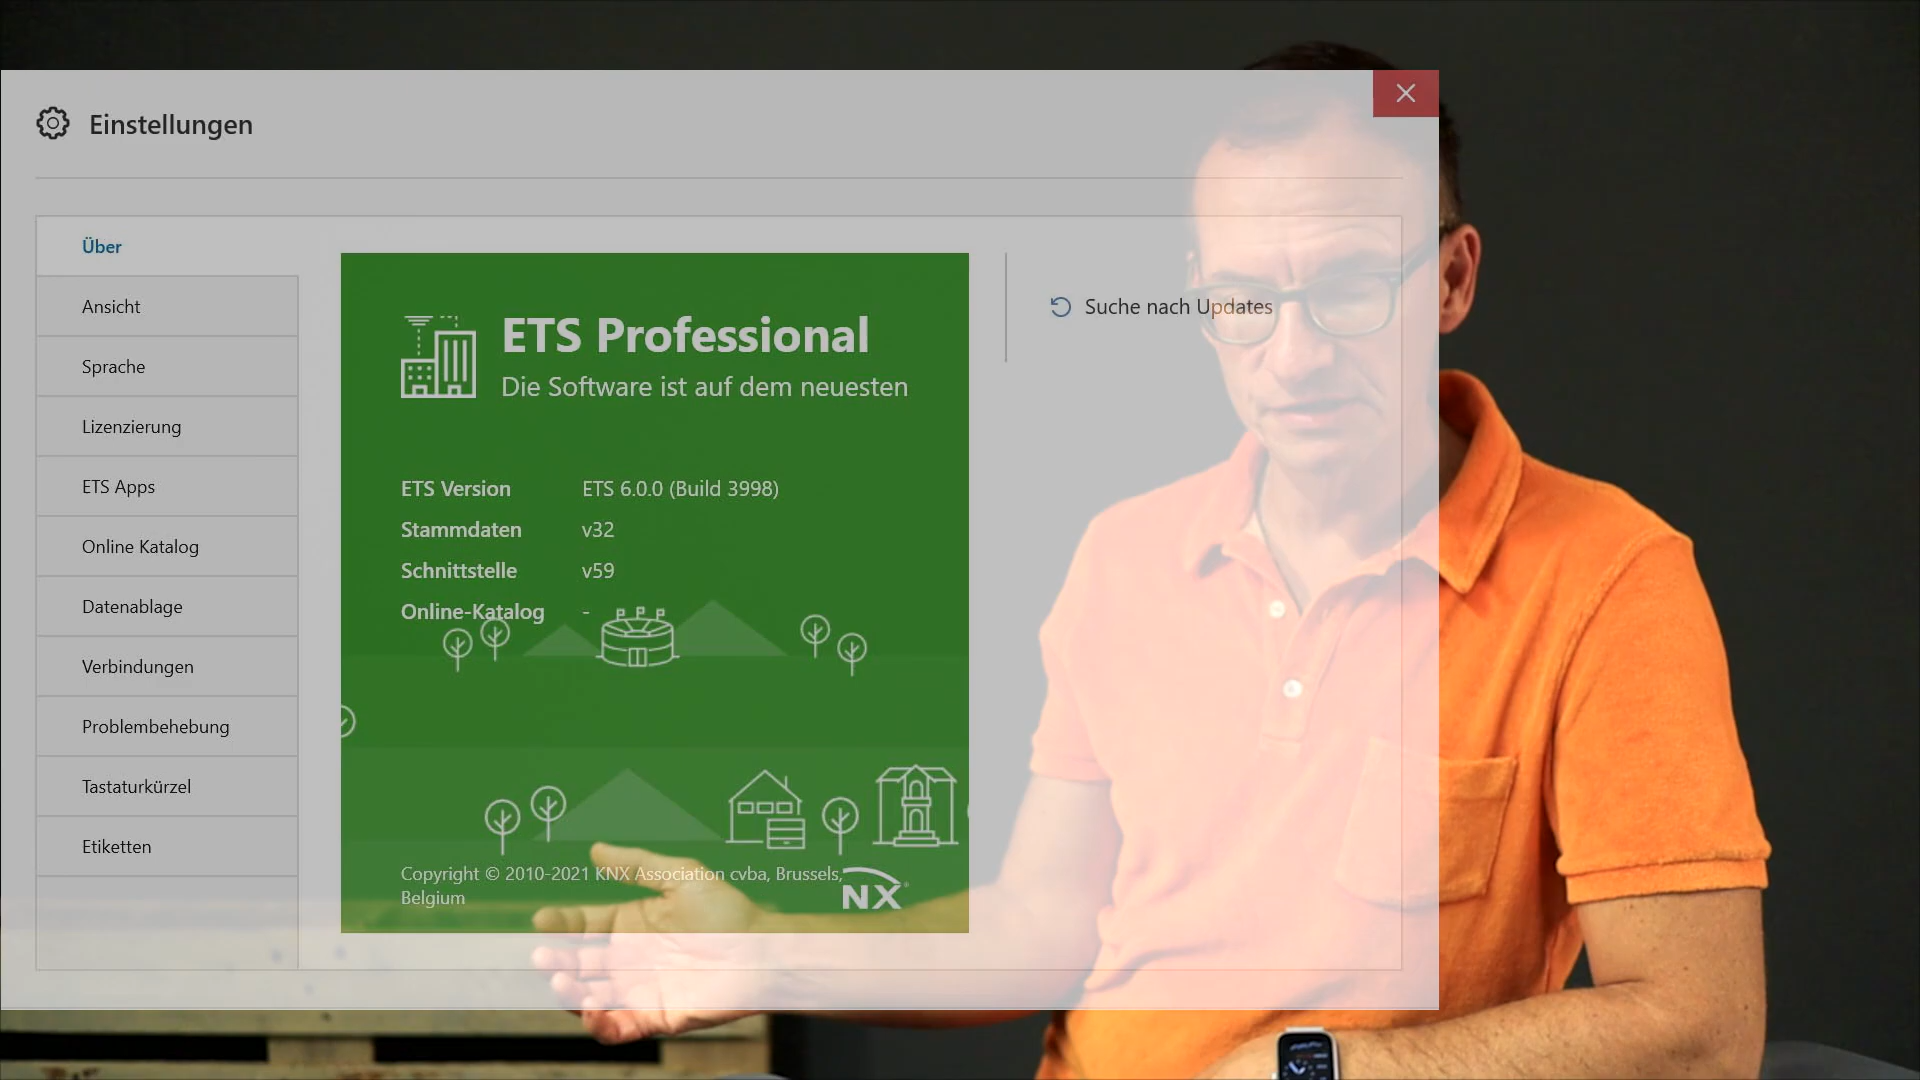 Einstellungen
Über
Ansicht
Sprache
Lizenzierung
ETS Apps
Online Katalog
Datenablage
Verbindungen
Problembehebung
Tastaturkürzel
Etiketten
ETS Professional
Die Software ist auf dem neuesten
ETS Version ETS 6.0.0 (Build 3998)
Stammdaten v32
Schnittstelle v59
Online-Katalog -
Copyright © 2010-2021 KNX Association cvba, Brussels,
Belgium
NX
Suche nach Updates